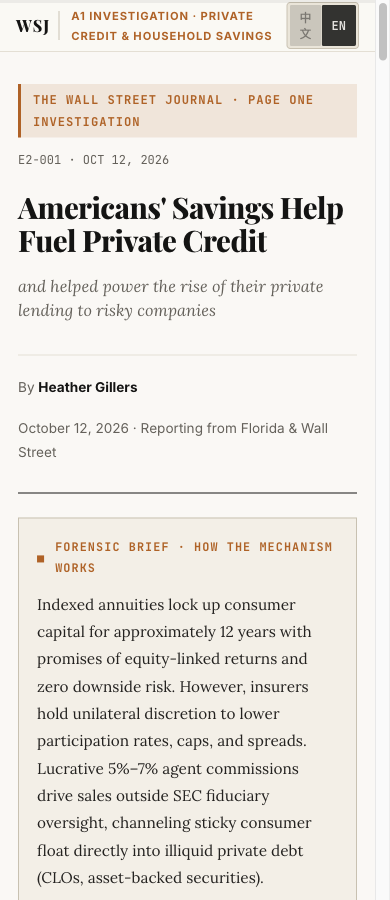 WSJ
A1 INVESTIGATION · PRIVATE
CREDIT & HOUSEHOLD SAVINGS
中
文
EN
THE WALL STREET JOURNAL · PAGE ONE
INVESTIGATION
E2-001 · OCT 12, 2026
Americans' Savings Help
Fuel Private Credit
and helped power the rise of their private
lending to risky companies
By Heather Gillers
October 12, 2026 · Reporting from Florida & Wall
Street
FORENSIC BRIEF · HOW THE MECHANISM
WORKS
Indexed annuities lock up consumer
capital for approximately 12 years with
promises of equity-linked returns and
zero downside risk. However, insurers
hold unilateral discretion to lower
participation rates, caps, and spreads.
Lucrative 5%–7% agent commissions
drive sales outside SEC fiduciary
oversight, channeling sticky consumer
float directly into illiquid private debt
(CLOs, asset-backed securities).